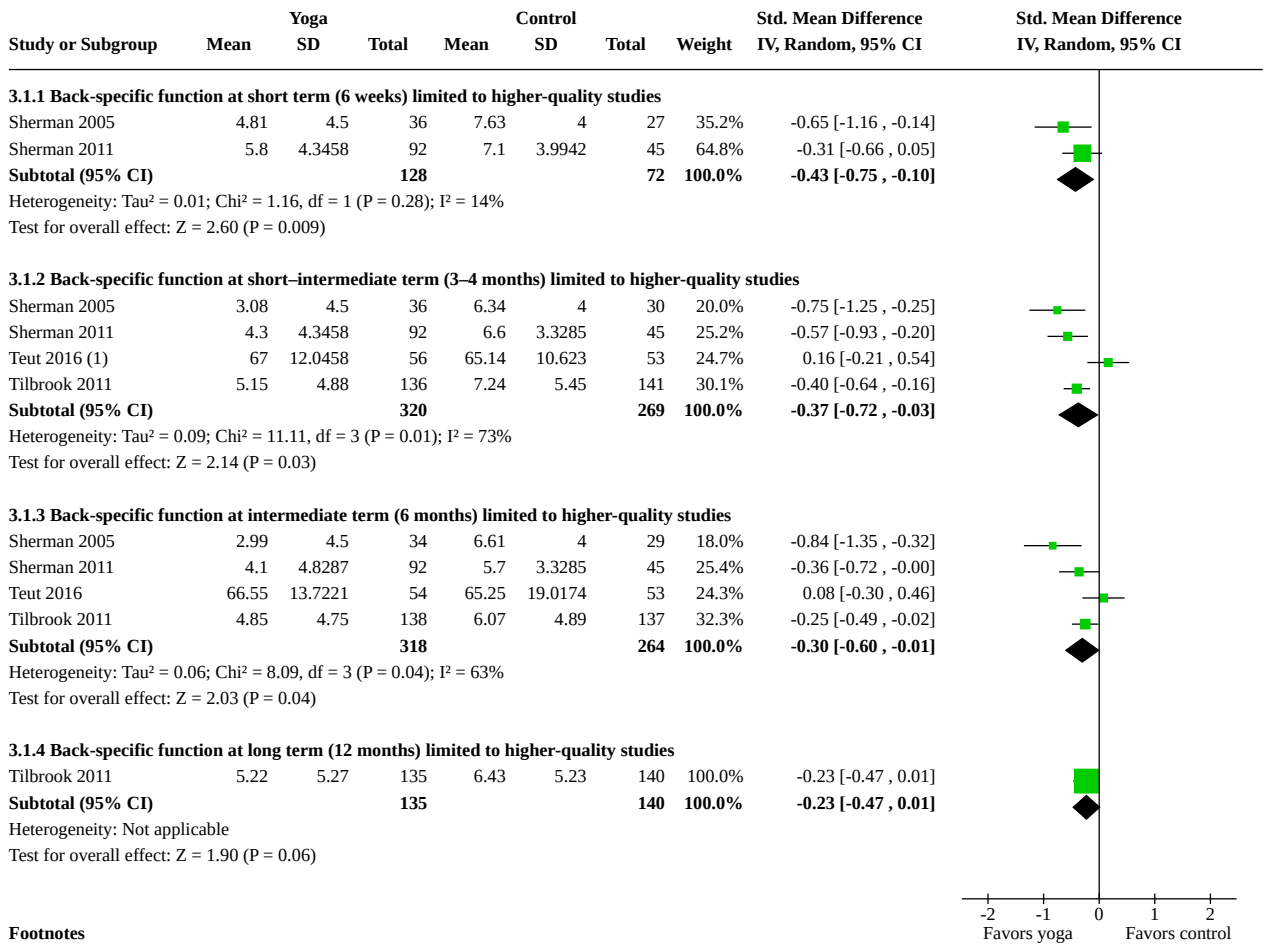 Yoga Control Std. Mean Difference Std. Mean Difference
Study or Subgroup Mean SD Total Mean SD Total Weight IV, Random, 95% CI IV, Random, 95% CI
3.1.1 Back-specific function at short term (6 weeks) limited to higher-quality studies
Sherman 2005 4.81 4.5 36 7.63 4 27 35.2% -0.65 [-1.16 , -0.14]
Sherman 2011 5.8 4.3458 92 7.1 3.9942 45 64.8% -0.31 [-0.66 , 0.05]
Subtotal (95% CI) 128 72 100.0% -0.43 [-0.75 , -0.10]
Heterogeneity: Tau² = 0.01; Chi² = 1.16, df = 1 (P = 0.28); I² = 14%
Test for overall effect: Z = 2.60 (P = 0.009)
3.1.2 Back-specific function at short–intermediate term (3–4 months) limited to higher-quality studies
Sherman 2005 3.08 4.5 36 6.34 4 30 20.0% -0.75 [-1.25 , -0.25]
Sherman 2011 4.3 4.3458 92 6.6 3.3285 45 25.2% -0.57 [-0.93 , -0.20]
Teut 2016 (1) 67 12.0458 56 65.14 10.623 53 24.7% 0.16 [-0.21 , 0.54]
Tilbrook 2011 5.15 4.88 136 7.24 5.45 141 30.1% -0.40 [-0.64 , -0.16]
Subtotal (95% CI) 320 269 100.0% -0.37 [-0.72 , -0.03]
Heterogeneity: Tau² = 0.09; Chi² = 11.11, df = 3 (P = 0.01); I² = 73%
Test for overall effect: Z = 2.14 (P = 0.03)
3.1.3 Back-specific function at intermediate term (6 months) limited to higher-quality studies
Sherman 2005 2.99 4.5 34 6.61 4 29 18.0% -0.84 [-1.35 , -0.32]
Sherman 2011 4.1 4.8287 92 5.7 3.3285 45 25.4% -0.36 [-0.72 , -0.00]
Teut 2016 66.55 13.7221 54 65.25 19.0174 53 24.3% 0.08 [-0.30 , 0.46]
Tilbrook 2011 4.85 4.75 138 6.07 4.89 137 32.3% -0.25 [-0.49 , -0.02]
Subtotal (95% CI) 318 264 100.0% -0.30 [-0.60 , -0.01]
Heterogeneity: Tau² = 0.06; Chi² = 8.09, df = 3 (P = 0.04); I² = 63%
Test for overall effect: Z = 2.03 (P = 0.04)
3.1.4 Back-specific function at long term (12 months) limited to higher-quality studies
Tilbrook 2011 5.22 5.27 135 6.43 5.23 140 100.0% -0.23 [-0.47 , 0.01]
Subtotal (95% CI) 135 140 100.0% -0.23 [-0.47 , 0.01]
Heterogeneity: Not applicable
Test for overall effect: Z = 1.90 (P = 0.06)
-2 -1 0 1 2
Footnotes Favors yoga Favors control